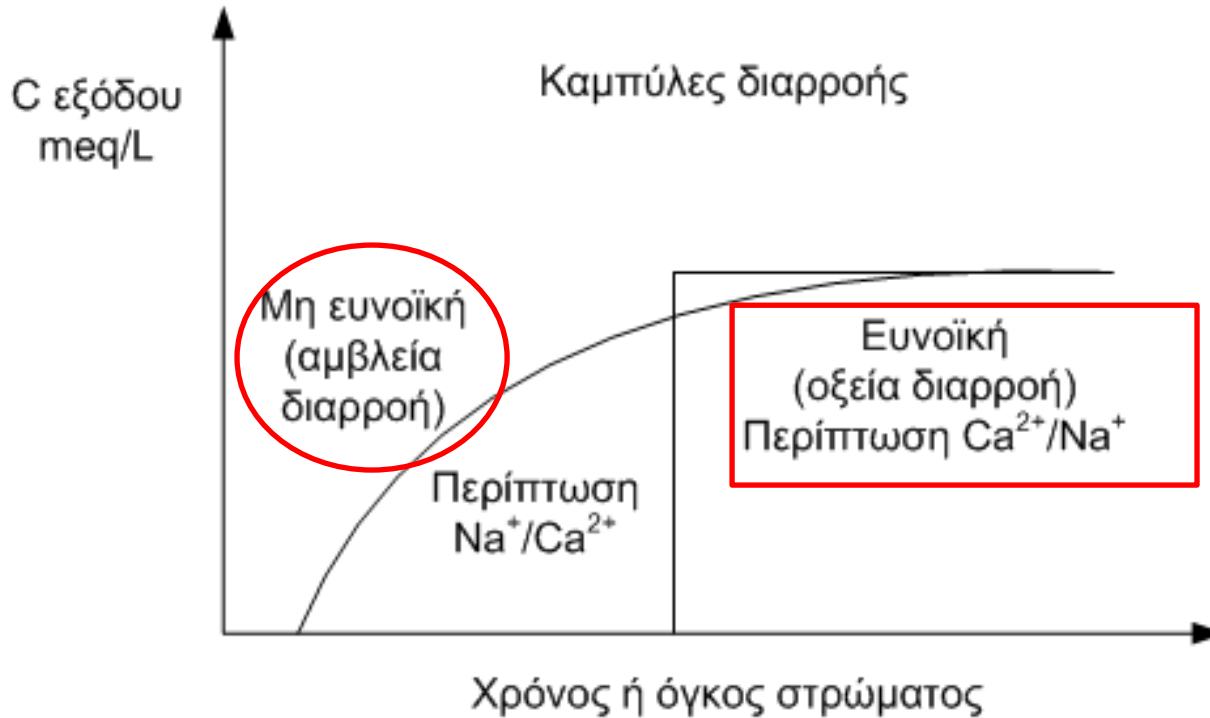 C εξόδου
meq/L
Καμπύλες διαρροής
Μη ευνοϊκή
(αμβλεία
διαρροή)
Ευνοϊκή
(οξεία διαρροή)
Περίπτωση Ca²⁺/Na⁺
Περίπτωση
Na⁺/Ca²⁺
Χρόνος ή όγκος στρώματος